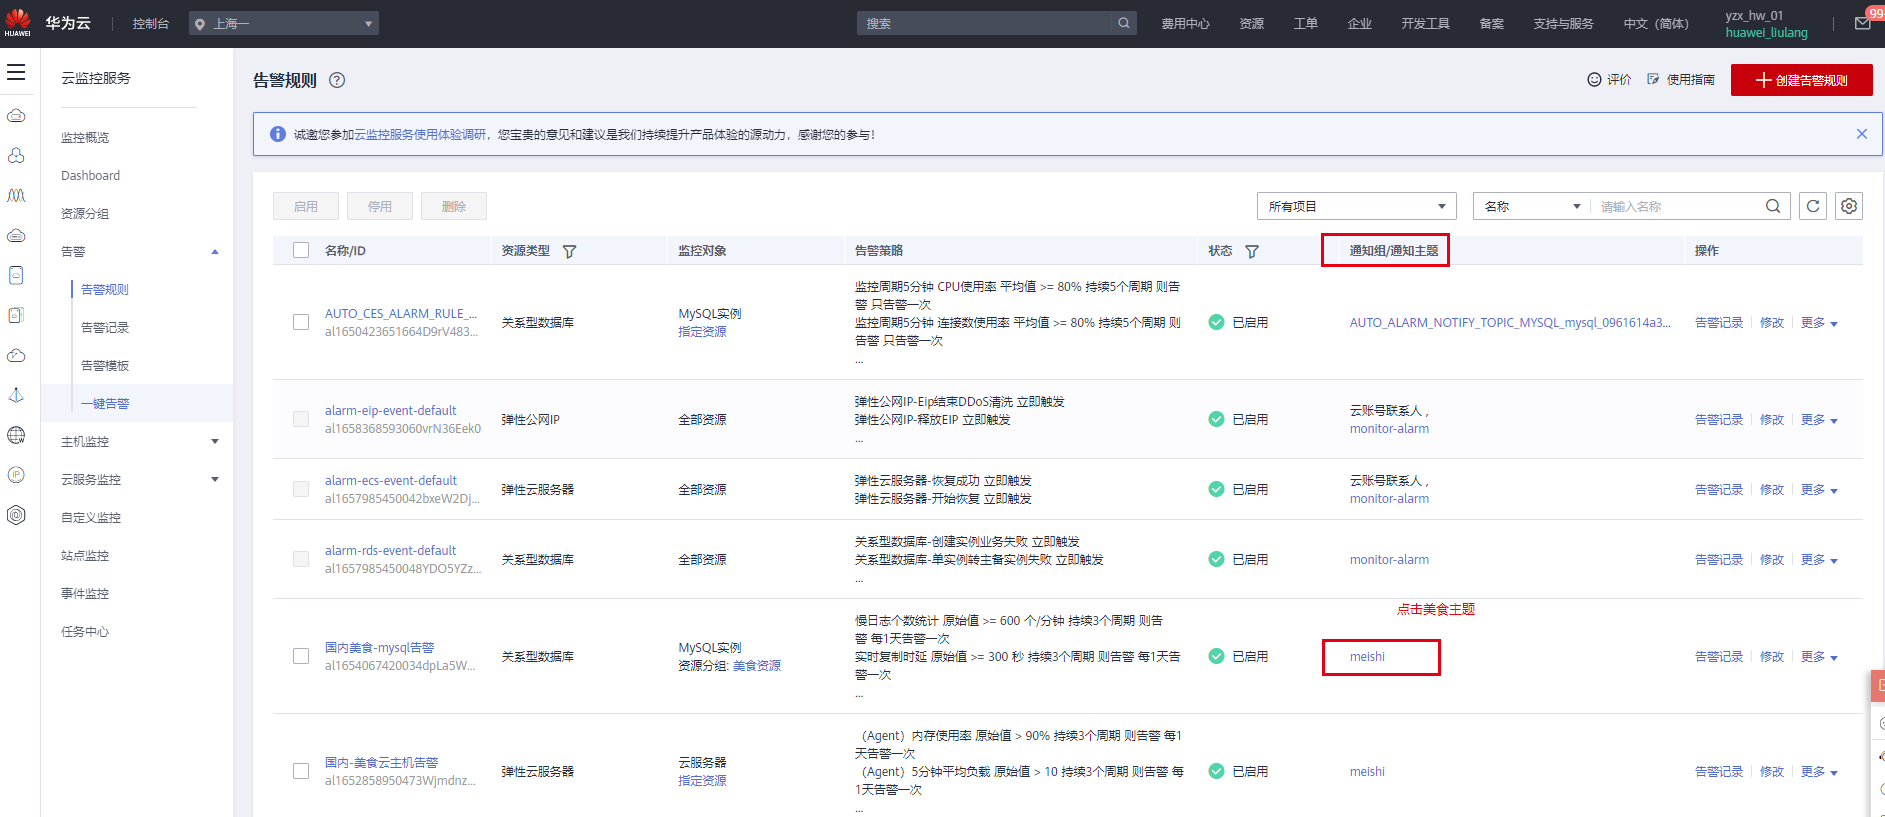 HUAWEI
华为云
控制台
上海一
搜索
费用中心
资源
工单
企业
开发工具
备案
支持与服务
中文（简体）
yzx_hw_01
huawei_liulang
99
云监控服务
监控概览
Dashboard
资源分组
告警
告警规则
告警记录
告警模板
一键告警
主机监控
云服务监控
自定义监控
站点监控
事件监控
任务中心
告警规则
评价
使用指南
创建告警规则
诚邀您参加云监控服务使用体验调研，您宝贵的意见和建议是我们持续提升产品体验的源动力，感谢您的参与！
启用
停用
删除
所有项目
名称
请输入名称
名称/ID
资源类型
监控对象
告警策略
状态
通知组/通知主题
操作
AUTO_CES_ALARM_RULE_...
al1650423651664D9rV483...
关系型数据库
MySQL实例
指定资源
监控周期5分钟 CPU使用率 平均值 >= 80% 持续5个周期 则告
警 只告警一次
监控周期5分钟 连接数使用率 平均值 >= 80% 持续5个周期 则
告警 只告警一次
...
已启用
AUTO_ALARM_NOTIFY_TOPIC_MYSQL_mysql_0961614a3...
告警记录
修改
更多
alarm-eip-event-default
al1658368593060vrN36Eek0
弹性公网IP
全部资源
弹性公网IP-Eip结束DDoS清洗 立即触发
弹性公网IP-释放EIP 立即触发
...
已启用
云账号联系人 ,
monitor-alarm
告警记录
修改
更多
alarm-ecs-event-default
al1657985450042bxeW2Dj...
弹性云服务器
全部资源
弹性云服务器-恢复成功 立即触发
弹性云服务器-开始恢复 立即触发
已启用
云账号联系人 ,
monitor-alarm
告警记录
修改
更多
alarm-rds-event-default
al1657985450048YDO5YZz...
关系型数据库
全部资源
关系型数据库-创建实例业务失败 立即触发
关系型数据库-单实例转主备实例失败 立即触发
...
已启用
monitor-alarm
告警记录
修改
更多
点击美食主题
国内美食-mysql告警
al1654067420034dpLa5W...
关系型数据库
MySQL实例
资源分组: 美食资源
慢日志个数统计 原始值 >= 600 个/分钟 持续3个周期 则告
警 每1天告警一次
实时复制时延 原始值 >= 300 秒 持续3个周期 则告警 每1天告
警一次
...
已启用
meishi
告警记录
修改
更多
国内-美食云主机告警
al1652858950473Wjmdnz...
弹性云服务器
云服务器
指定资源
（Agent）内存使用率 原始值 > 90% 持续3个周期 则告警 每1
天告警一次
（Agent）5分钟平均负载 原始值 > 10 持续3个周期 则告警 每
1天告警一次
...
已启用
meishi
告警记录
修改
更多